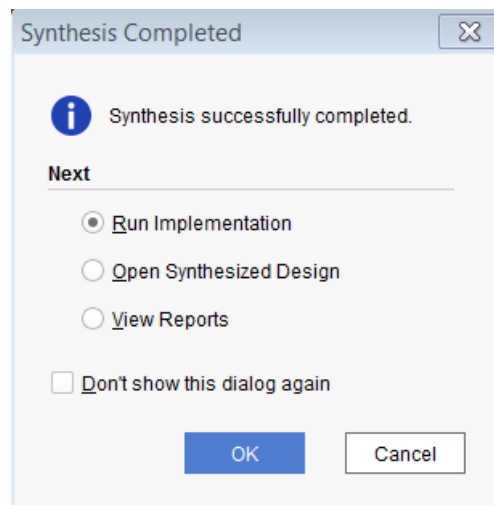 Synthesis Completed
Synthesis successfully completed.
Next
Run Implementation
Open Synthesized Design
View Reports
Don't show this dialog again
OK
Cancel